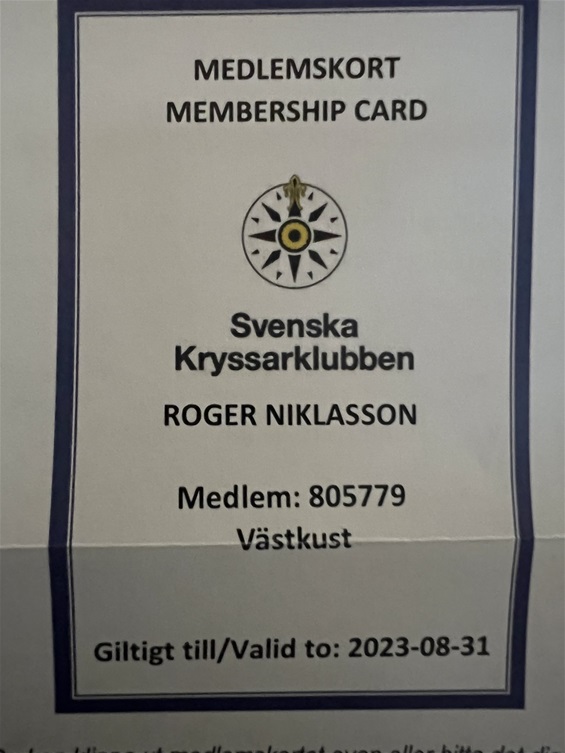 MEDLEMSKORT
MEMBERSHIP CARD
Svenska
Kryssarklubben
ROGER NIKLASSON
Medlem: 805779
Västkust
Giltigt till/Valid to: 2023-08-31